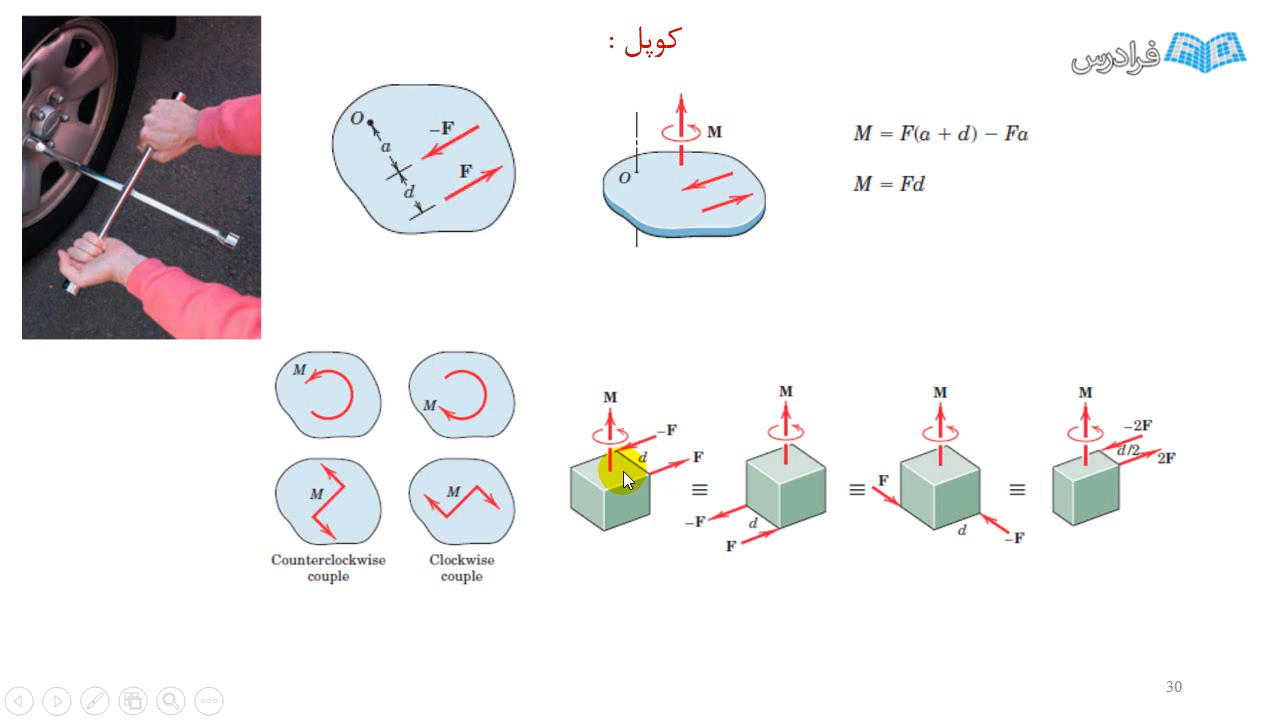 کوپل :
فرادرس
O
a
d
−F
F
O
M
M = F(a + d) − Fa
M = Fd
M
M
M
M
Counterclockwise
couple
Clockwise
couple
M
−F
d
F
≡
M
−F
d
F
≡
M
F
d
−F
≡
M
−2F
d/2
2F
30